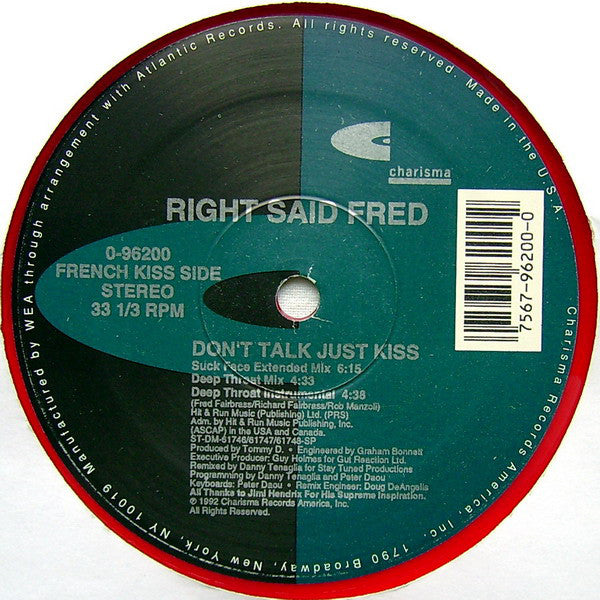 Manufactured by WEA through arrangement with Atlantic Records. All rights reserved. Made in the U.S.A.
charisma
RIGHT SAID FRED
0-96200
FRENCH KISS SIDE
STEREO
33 1/3 RPM
7567-96200-0
DON'T TALK JUST KISS
Suck Face Extended Mix 6:15
Deep Throat Mix 4:33
Deep Throat Instrumental 4:36
(Fred Fairbrass/Richard Fairbrass/Rob Manzoli)
Hit & Run Music (Publishing) Ltd. (PRS)
Adm. by Hit & Run Music Publishing Inc.
(ASCAP) in the USA and Canada.
ST-DM-61746/61747/61748-SP
Produced by Tommy D. • Engineered by Graham Bonnett
Executive Producer: Guy Holmes for Gut Reaction Ltd.
Remixed by Danny Tenaglia for Stay Tuned Productions
Programming by Danny Tenaglia and Peter Daou
Keyboards: Peter Daou • Remix Engineer: Doug DeAngelis
All Thanks to Jimi Hendrix For His Supreme Inspiration.
© 1992 Charisma Records America, Inc.
All Rights Reserved.
Charisma Records America, Inc. 1790 Broadway, New York, NY 10019